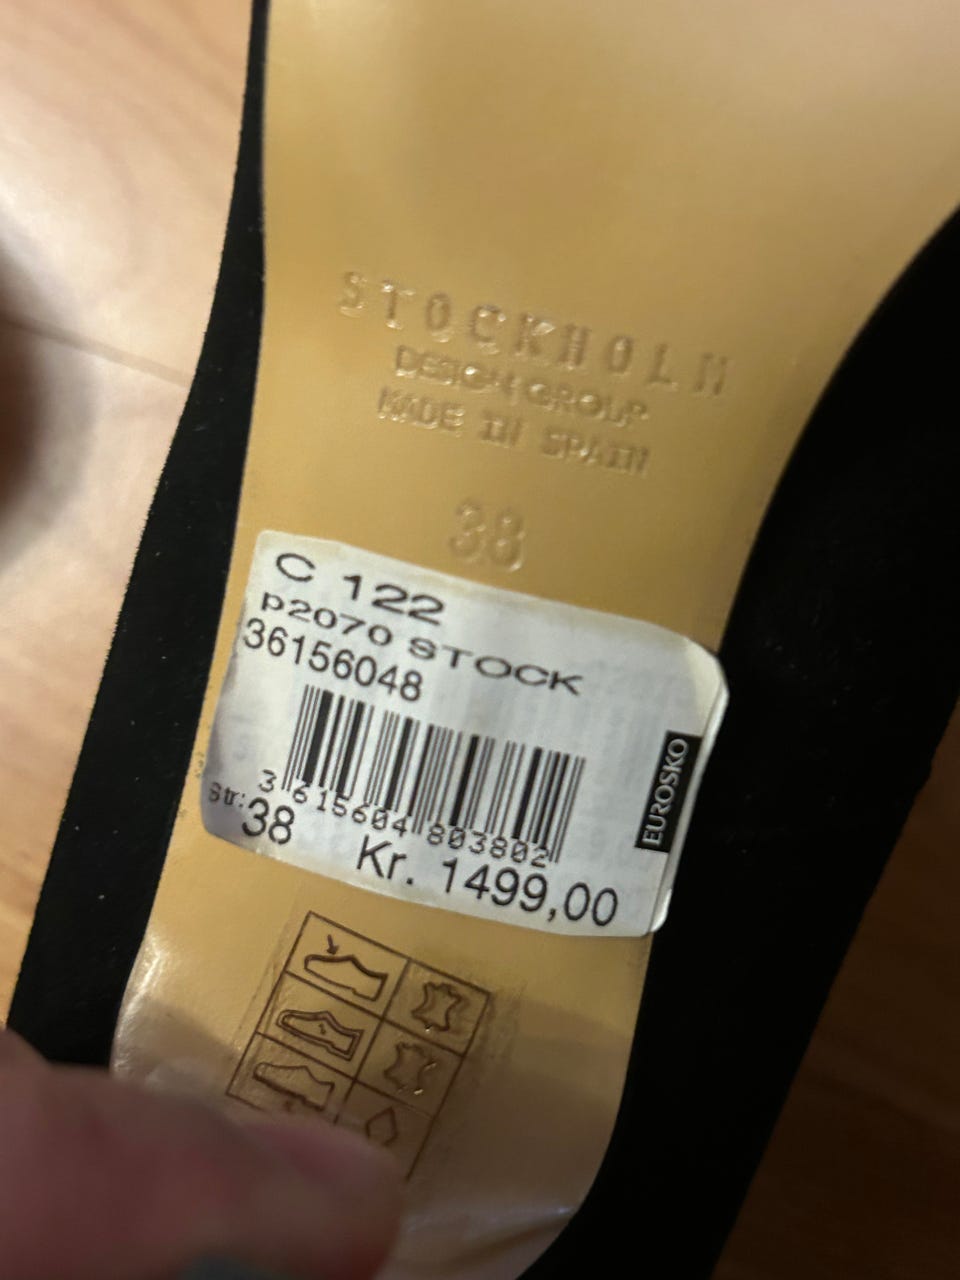 STOCKHOLM
DESIGN GROUP
MADE IN SPAIN
38
C 122
P2070 STOCK
36156048
3 615604 803802
Str: 38
Kr. 1499,00
EUROSKO